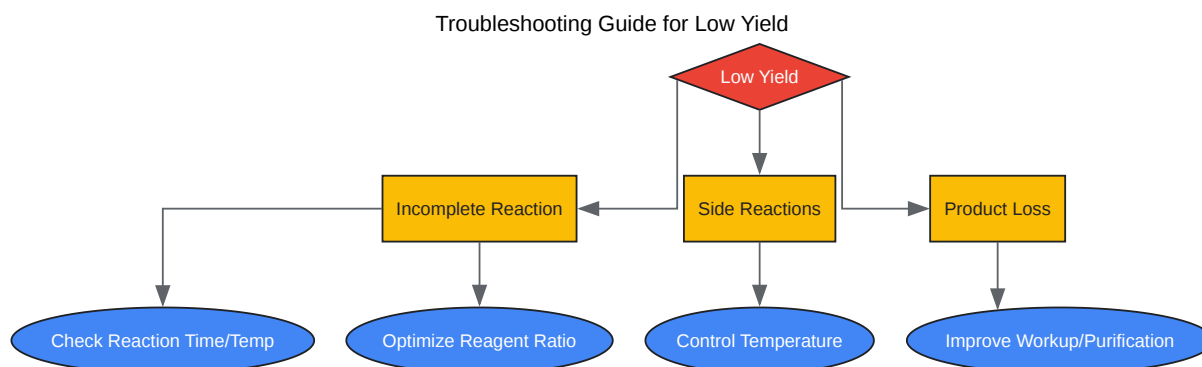 Troubleshooting Guide for Low Yield
Low Yield
Incomplete Reaction
Side Reactions
Product Loss
Check Reaction Time/Temp
Optimize Reagent Ratio
Control Temperature
Improve Workup/Purification